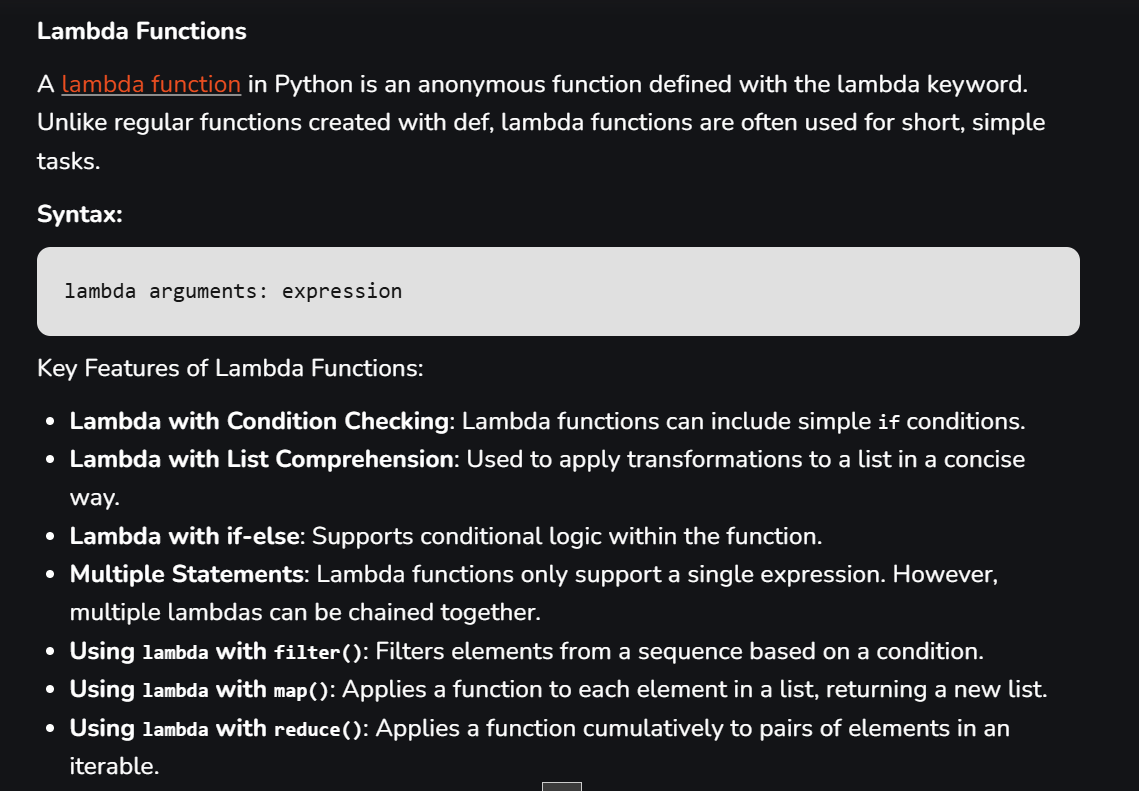 Lambda Functions
A lambda function in Python is an anonymous function defined with the lambda keyword.
Unlike regular functions created with def, lambda functions are often used for short, simple
tasks.
Syntax:
lambda arguments: expression
Key Features of Lambda Functions:
• Lambda with Condition Checking: Lambda functions can include simple if conditions.
• Lambda with List Comprehension: Used to apply transformations to a list in a concise
way.
• Lambda with if-else: Supports conditional logic within the function.
• Multiple Statements: Lambda functions only support a single expression. However,
multiple lambdas can be chained together.
• Using lambda with filter(): Filters elements from a sequence based on a condition.
• Using lambda with map(): Applies a function to each element in a list, returning a new list.
• Using lambda with reduce(): Applies a function cumulatively to pairs of elements in an
iterable.